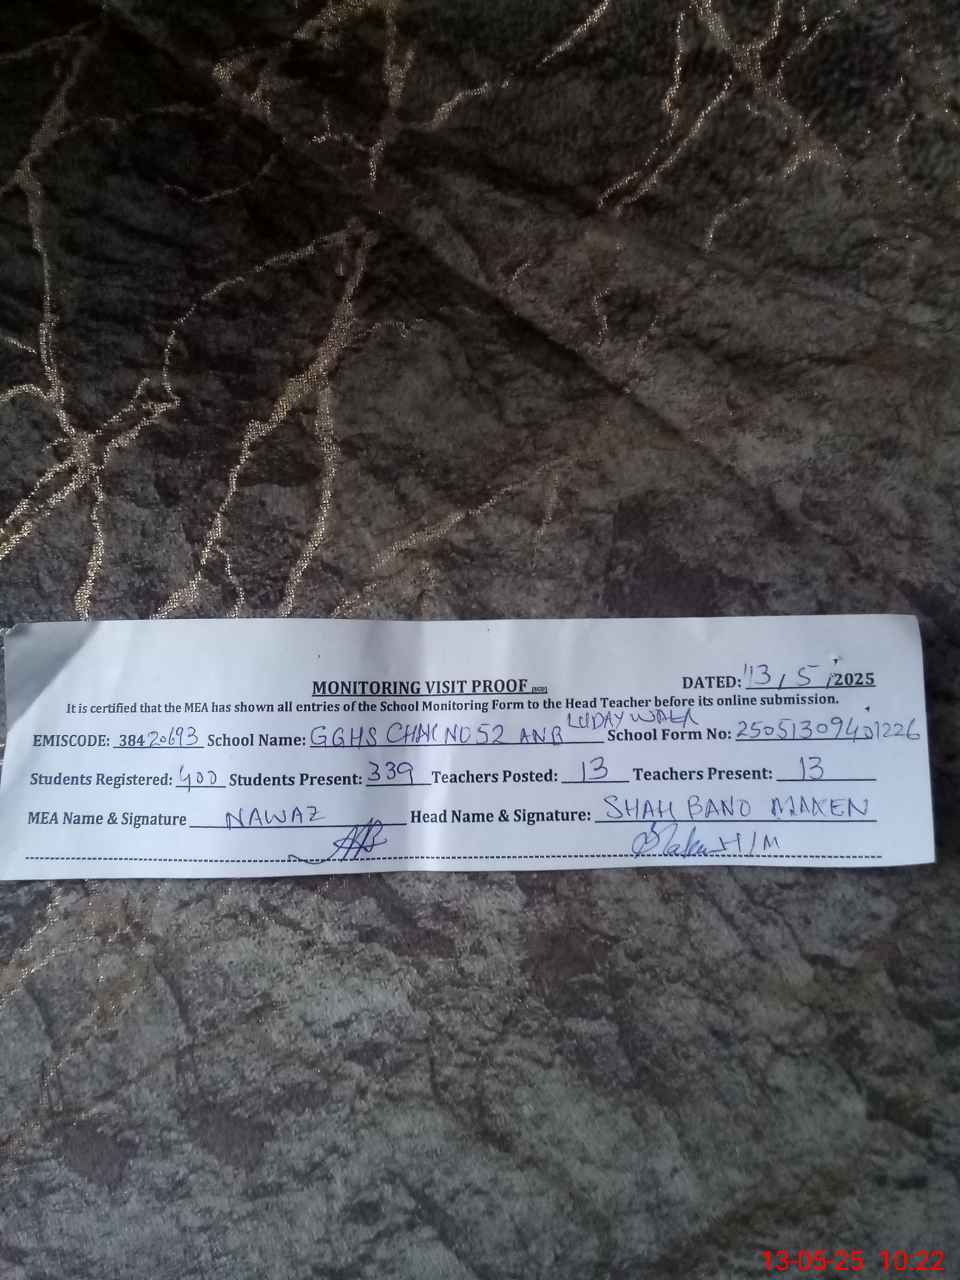 MONITORING VISIT PROOF
DATED: 13/5/2025
It is certified that the MEA has shown all entries of the School Monitoring Form to the Head Teacher before its online submission.
EMISCODE: 38420693 School Name: GGHS CHAK NO 52 ANB LUDAY WALA School Form No: 25051309401226
Students Registered: 400 Students Present: 339 Teachers Posted: 13 Teachers Present: 13
MEA Name & Signature NAWAZ Head Name & Signature: SHAH BANO MAKEN
H/M
13-05-25 10:22